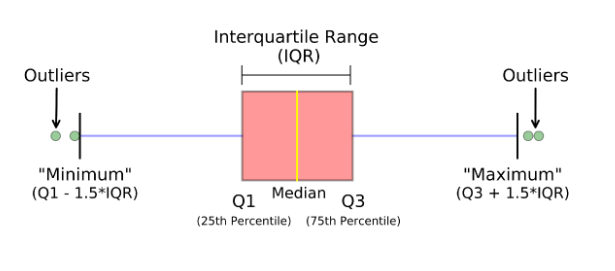 Interquartile Range
(IQR)
Outliers
Outliers
"Minimum"
(Q1 - 1.5*IQR)
"Maximum"
(Q3 + 1.5*IQR)
Q1
Median
Q3
(25th Percentile)
(75th Percentile)